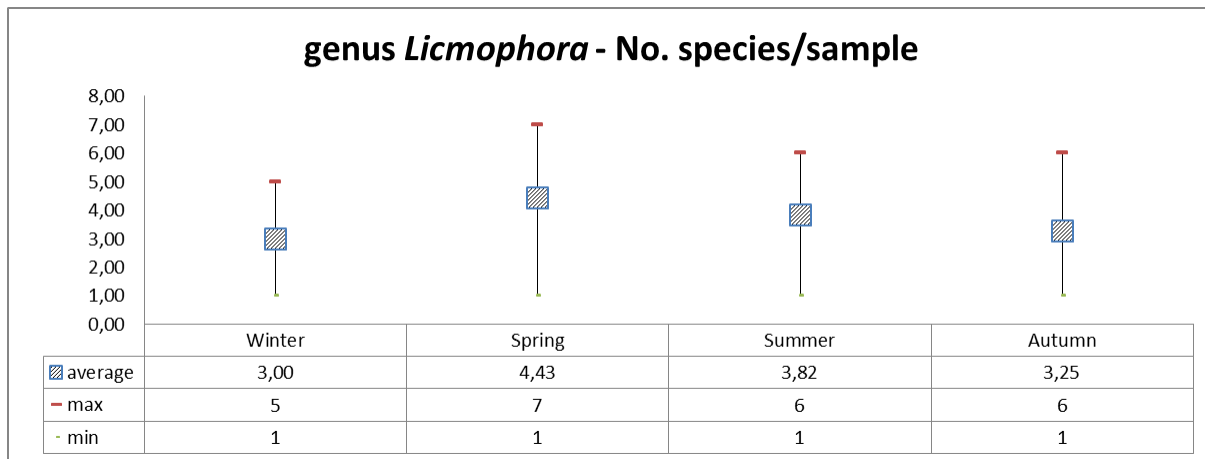 genus Licmophora - No. species/sample
8,00
7,00
6,00
5,00
4,00
3,00
2,00
1,00
0,00
Winter Spring Summer Autumn
average 3,00 4,43 3,82 3,25
max 5 7 6 6
min 1 1 1 1